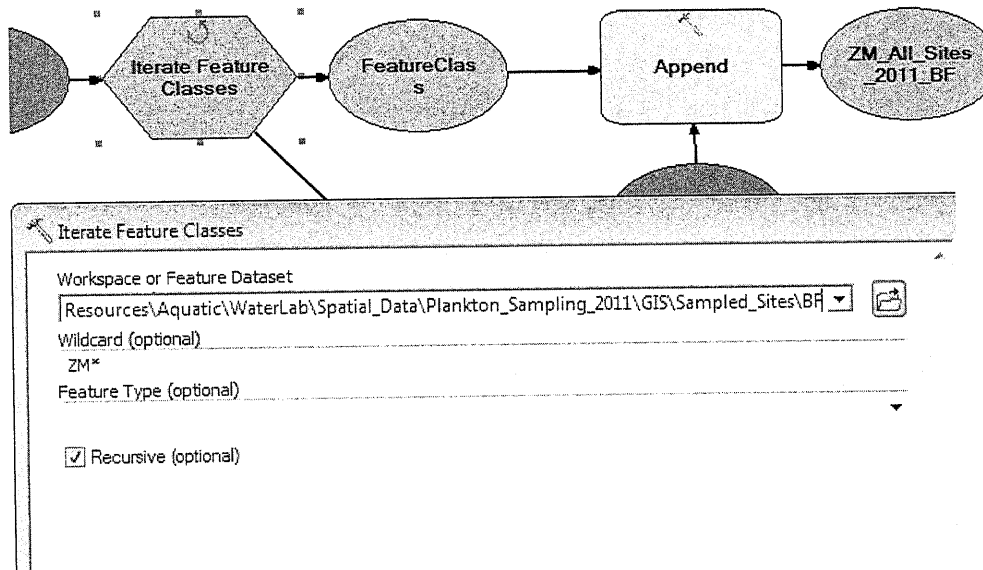 Iterate Feature
Classes
FeatureClas
s
Append
ZM_All_Sites
_2011_BF
Iterate Feature Classes
Workspace or Feature Dataset
Resources\Aquatic\WaterLab\Spatial_Data\Plankton_Sampling_2011\GIS\Sampled_Sites\BF
Wildcard (optional)
ZM*
Feature Type (optional)
Recursive (optional)